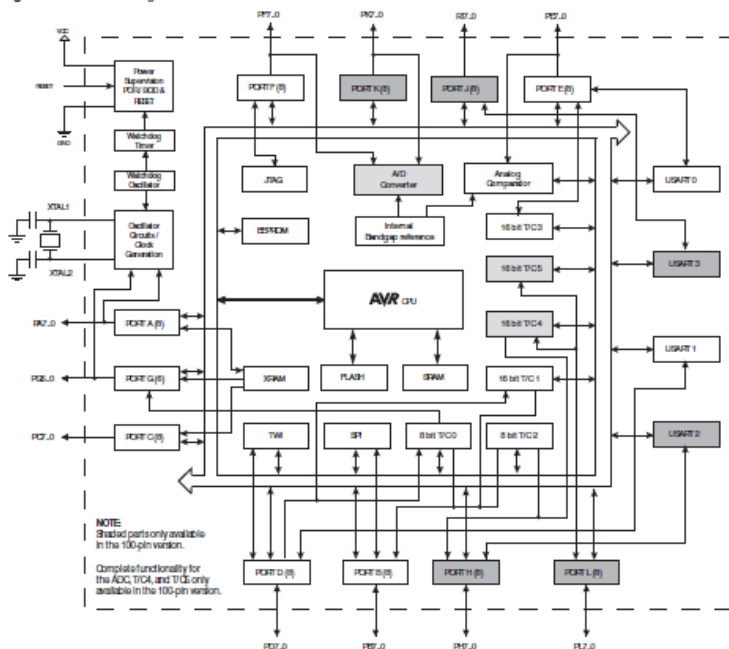 VCC
PF7..0
PK7..0
PJ7..0
PE7..0
RESET
Power
Supervision
POR / BOD &
RESET
PORT F (8)
PORT K (8)
PORT J (8)
PORT E (8)
GND
Watchdog
Timer
Watchdog
Oscillator
JTAG
A/D
Converter
Analog
Comparator
USART 0
XTAL1
XTAL2
Oscillator
Circuits /
Clock
Generation
EEPROM
Internal
Bandgap reference
16 bit T/C 3
16 bit T/C 5
USART 3
AVR CPU
16 bit T/C 4
PA7..0
PORT A (8)
USART 1
PG5..0
PORT G (6)
XRAM
FLASH
SRAM
16 bit T/C 1
PC7..0
PORT C (8)
TWI
SPI
8 bit T/C 0
8 bit T/C 2
USART 2
NOTE:
Shaded parts only available
in the 100-pin version.
Complete functionality for
the ADC, T/C4, and T/C5 only
available in the 100-pin version.
PORT D (8)
PORT B (8)
PORT H (8)
PORT L (8)
PD7..0
PB7..0
PH7..0
PL7..0